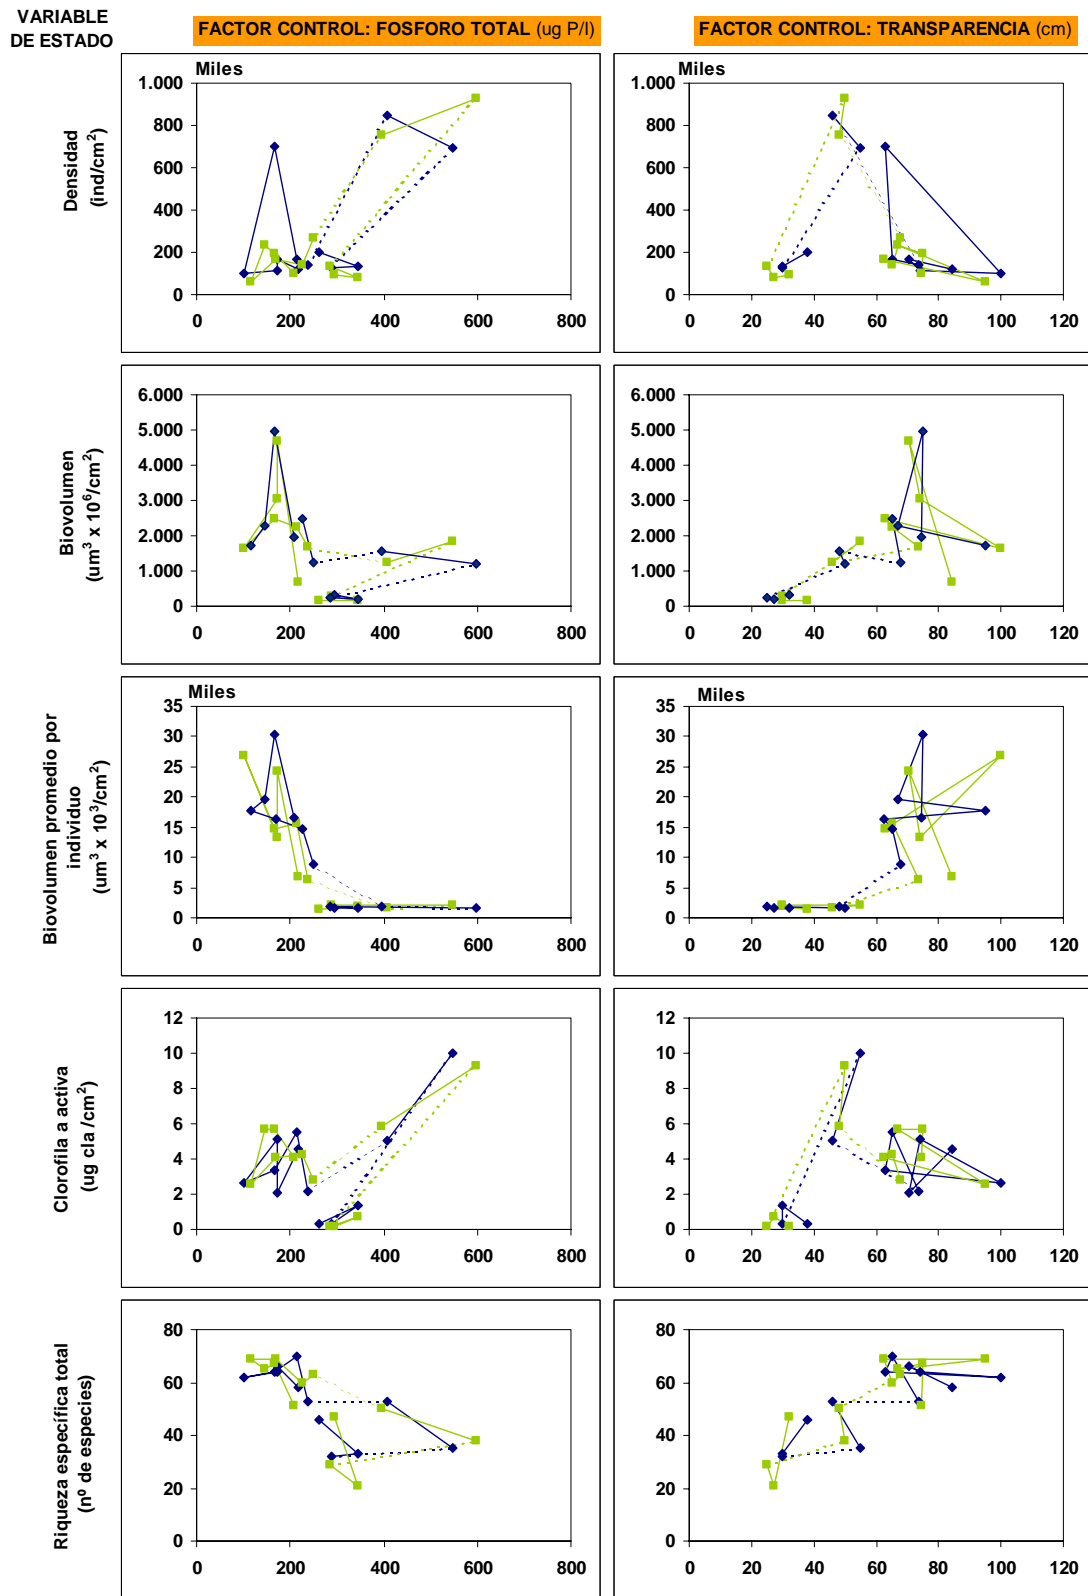 VARIABLE
DE ESTADO
FACTOR CONTROL: FOSFORO TOTAL (ug P/l)
FACTOR CONTROL: TRANSPARENCIA (cm)
Densidad
(ind/cm²)
Miles
1.000
800
600
400
200
0
0 200 400 600 800
Miles
1.000
800
600
400
200
0
0 20 40 60 80 100 120
Biovolumen
(um³ x 10⁶/cm²)
6.000
5.000
4.000
3.000
2.000
1.000
0
0 200 400 600 800
6.000
5.000
4.000
3.000
2.000
1.000
0
0 20 40 60 80 100 120
Biovolumen promedio por
individuo
(um³ x 10³/cm²)
Miles
35
30
25
20
15
10
5
0
0 200 400 600 800
Miles
35
30
25
20
15
10
5
0
0 20 40 60 80 100 120
Clorofila a activa
(ug cla /cm²)
12
10
8
6
4
2
0
0 200 400 600 800
12
10
8
6
4
2
0
0 20 40 60 80 100 120
Riqueza específica total
(nº de especies)
80
60
40
20
0
0 200 400 600 800
80
60
40
20
0
0 20 40 60 80 100 120